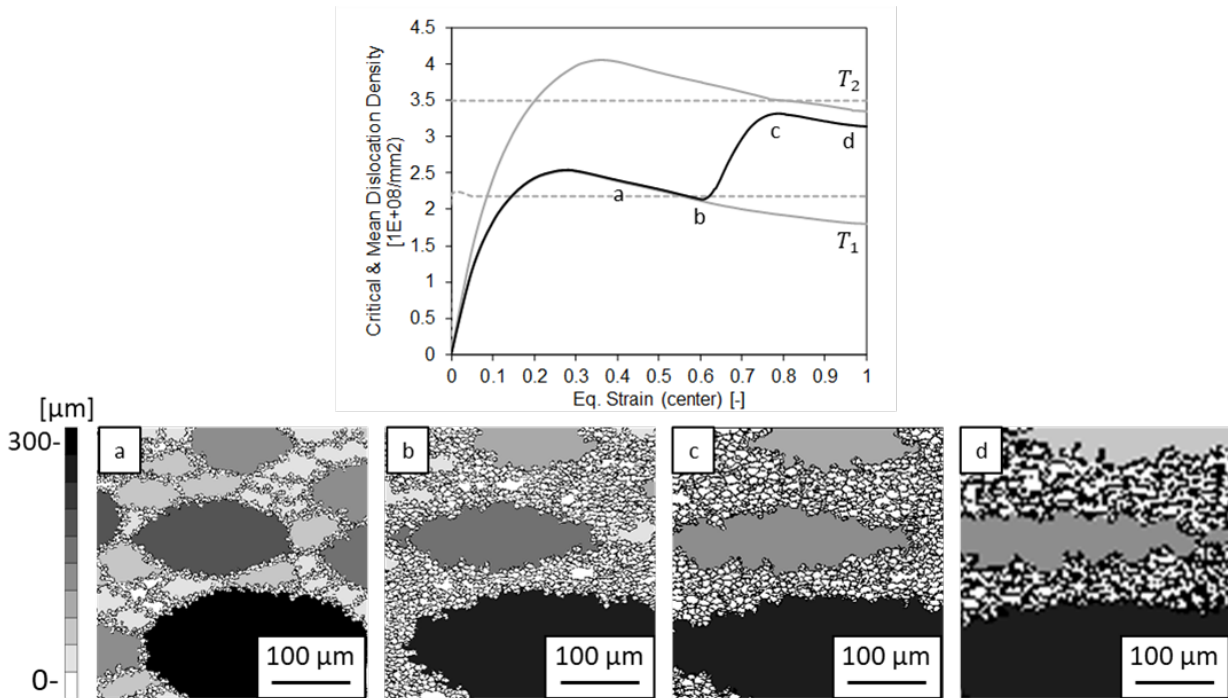 4.5
4
3.5
3
2.5
2
1.5
1
0.5
0
Critical & Mean Dislocation Density
[1E+08/mm2]
T₂
c
d
a
b
T₁
0 0.1 0.2 0.3 0.4 0.5 0.6 0.7 0.8 0.9 1
Eq. Strain (center) [-]
[μm]
300-
0-
a
100 μm
b
100 μm
c
100 μm
d
100 μm